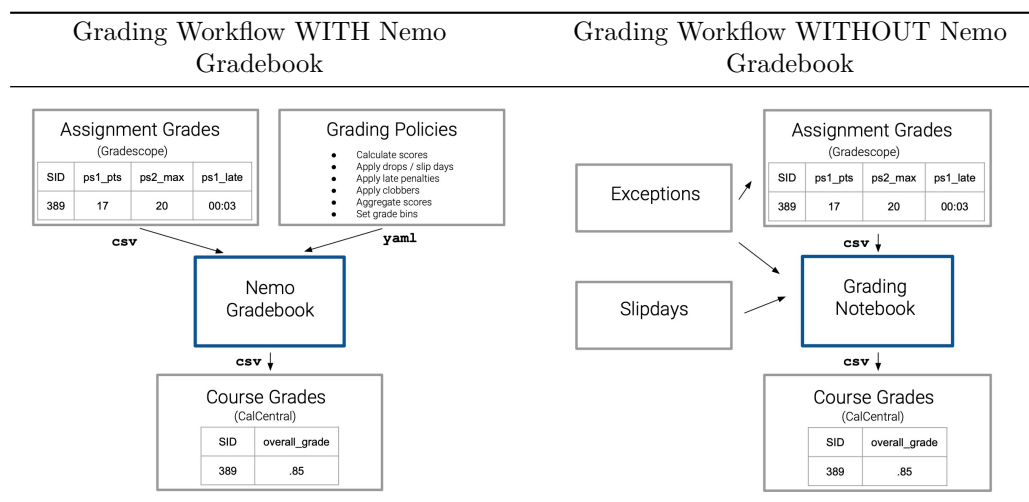 Grading Workflow WITH Nemo
Gradebook
Grading Workflow WITHOUT Nemo
Gradebook
Assignment Grades
(Gradescope)
SID ps1_pts ps2_max ps1_late
389 17 20 00:03
Grading Policies
● Calculate scores
● Apply drops / slip days
● Apply late penalties
● Apply clobbers
● Aggregate scores
● Set grade bins
csv
yaml
Nemo
Gradebook
csv
Course Grades
(CalCentral)
SID overall_grade
389 .85
Exceptions
Assignment Grades
(Gradescope)
SID ps1_pts ps2_max ps1_late
389 17 20 00:03
csv
Slipdays
Grading
Notebook
csv
Course Grades
(CalCentral)
SID overall_grade
389 .85